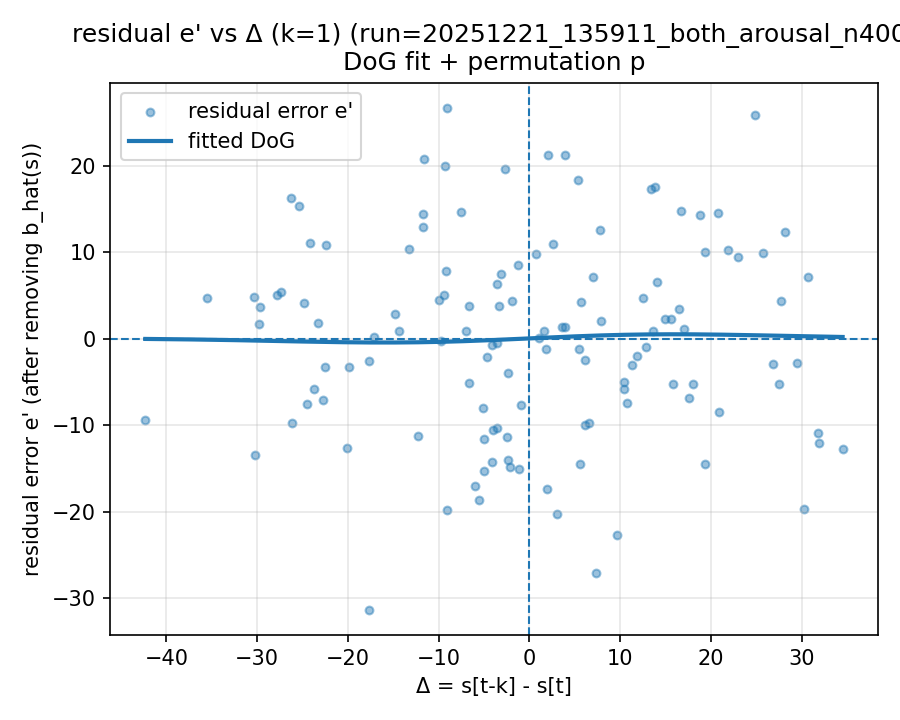 residual e' vs Δ (k=1) (run=20251221_135911_both_arousal_n400
DoG fit + permutation p
residual error e'
fitted DoG
residual error e' (after removing b_hat(s))
20
10
0
−10
−20
−30
−40
−30
−20
−10
0
10
20
30
Δ = s[t-k] - s[t]